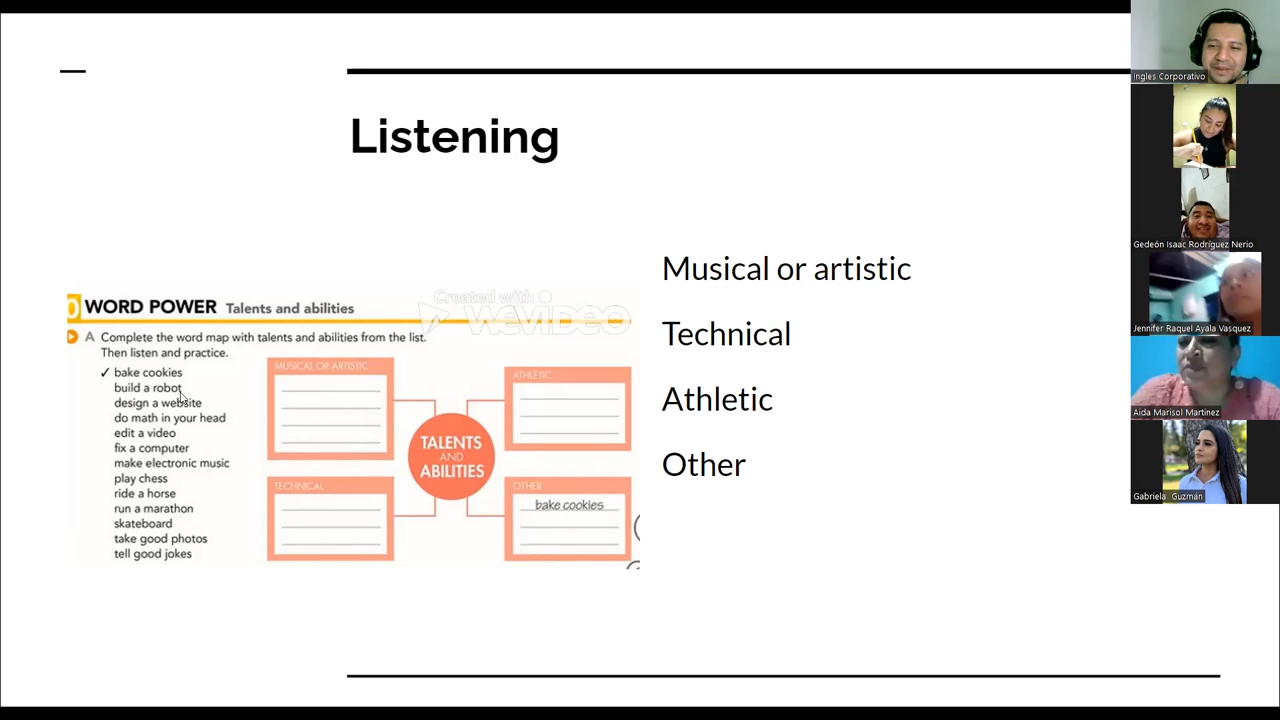 Listening
Created with
WEVIDEO
WORD POWER Talents and abilities
A Complete the word map with talents and abilities from the list.
Then listen and practice.
✓ bake cookies
build a robot
design a website
do math in your head
edit a video
fix a computer
make electronic music
play chess
ride a horse
run a marathon
skateboard
take good photos
tell good jokes
MUSICAL OR ARTISTIC
ATHLETIC
TALENTS
AND
ABILITIES
TECHNICAL
OTHER
bake cookies
Musical or artistic
Technical
Athletic
Other
Ingles Corporativo
Gedeón Isaac Rodríguez Nerio
Jennifer Raquel Ayala Vasquez
Aida Marisol Martinez
Gabriela Guzmán